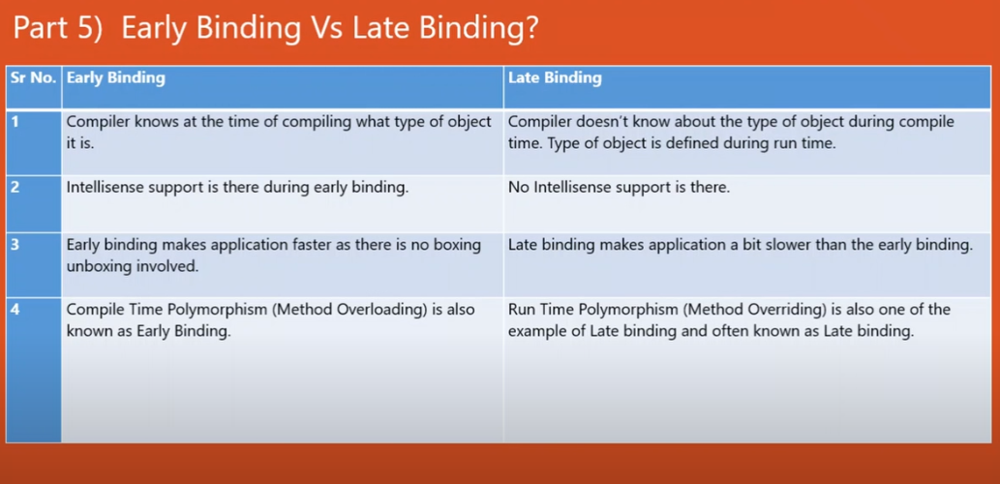 Part 5) Early Binding Vs Late Binding?
Sr No. Early Binding Late Binding
1 Compiler knows at the time of compiling what type of object Compiler doesn't know about the type of object during compile
it is. time. Type of object is defined during run time.
2 Intellisense support is there during early binding. No Intellisense support is there.
3 Early binding makes application faster as there is no boxing Late binding makes application a bit slower than the early binding.
unboxing involved.
4 Compile Time Polymorphism (Method Overloading) is also Run Time Polymorphism (Method Overriding) is also one of the
known as Early Binding. example of Late binding and often known as Late binding.